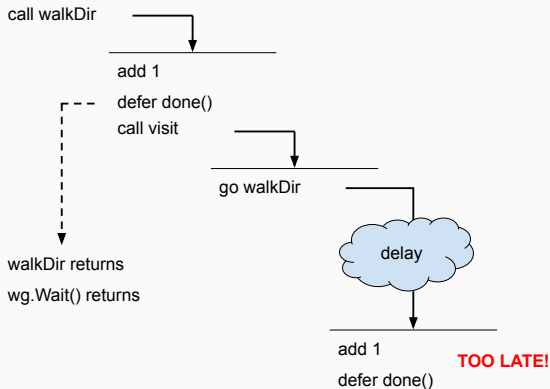 call walkDir
add 1
defer done()
call visit
go walkDir
delay
walkDir returns
wg.Wait() returns
add 1
TOO LATE!
defer done()